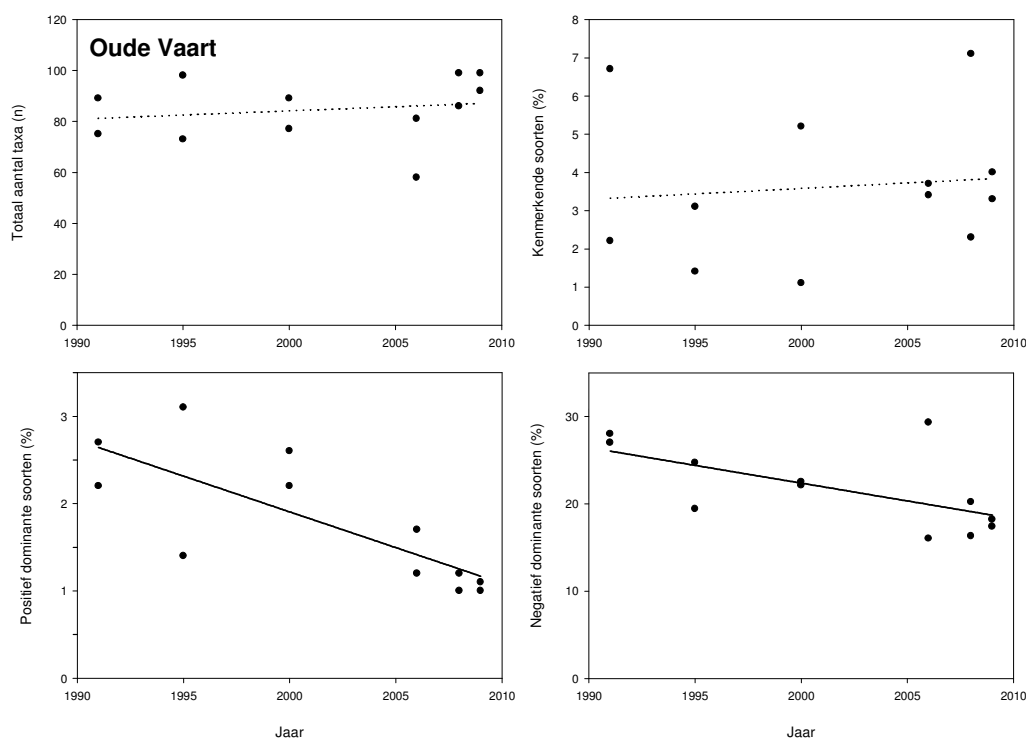 Oude Vaart
Totaal aantal taxa (n)
120
100
80
60
40
20
0
1990 1995 2000 2005 2010
Kenmerkende soorten (%)
8
7
6
5
4
3
2
1
0
1990 1995 2000 2005 2010
Positief dominante soorten (%)
3
2
1
0
1990 1995 2000 2005 2010
Jaar
Negatief dominante soorten (%)
30
20
10
0
1990 1995 2000 2005 2010
Jaar